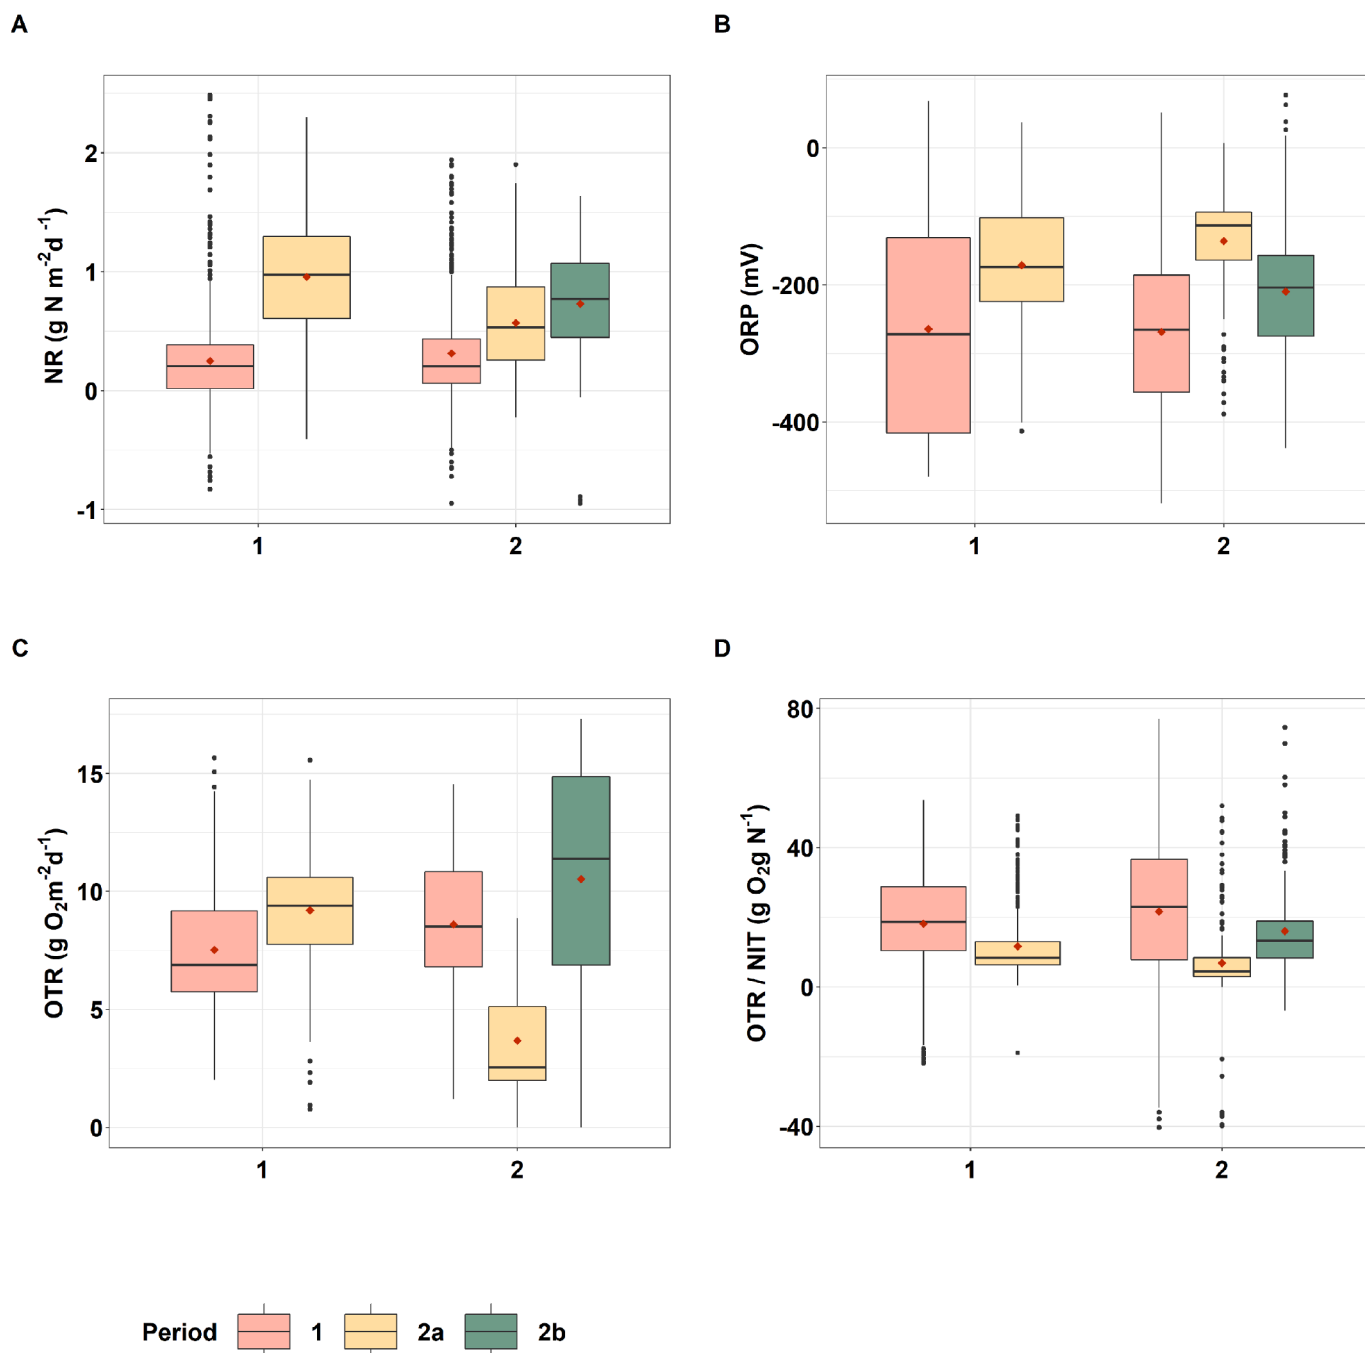 A
NR (g N m⁻²d ⁻¹)
2
1
0
-1
1
2
B
ORP (mV)
0
-200
-400
1
2
C
OTR (g O₂m⁻²d⁻¹)
15
10
5
0
1
2
D
OTR / NIT (g O₂g N⁻¹)
80
40
0
-40
1
2
Period 1 2a 2b